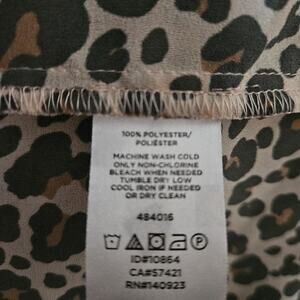 100% POLYESTER/
POLIÉSTER
MACHINE WASH COLD
ONLY NON-CHLORINE
BLEACH WHEN NEEDED
TUMBLE DRY LOW
COOL IRON IF NEEDED
OR DRY CLEAN
484016
ID#10864
CA#57421
RN#140923